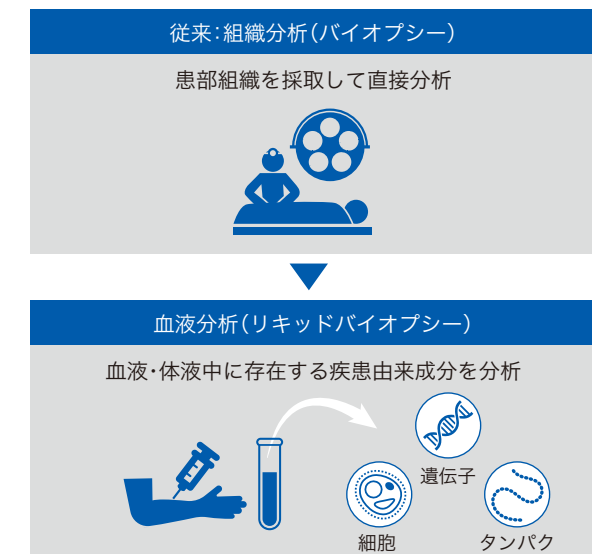 従来:組織分析(バイオプシー)
患部組織を採取して直接分析
血液分析(リキッドバイオプシー)
血液・体液中に存在する疾患由来成分を分析
遺伝子
細胞
タンパク